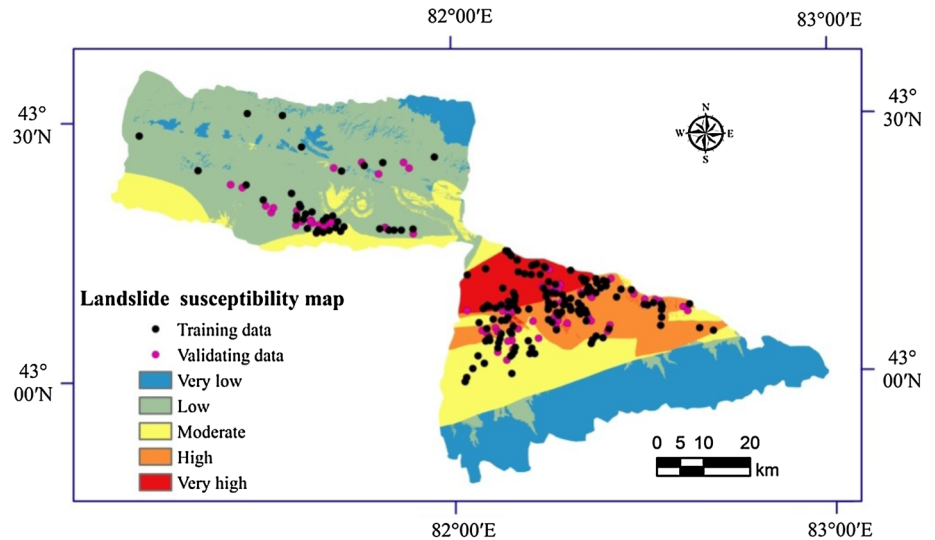 82°00′E 83°00′E
43°
30′N
43°
30′N
N
W E
S
Landslide susceptibility map
Training data
Validating data
Very low
Low
Moderate
High
Very high
43°
00′N
43°
00′N
0 5 10 20
km
82°00′E 83°00′E